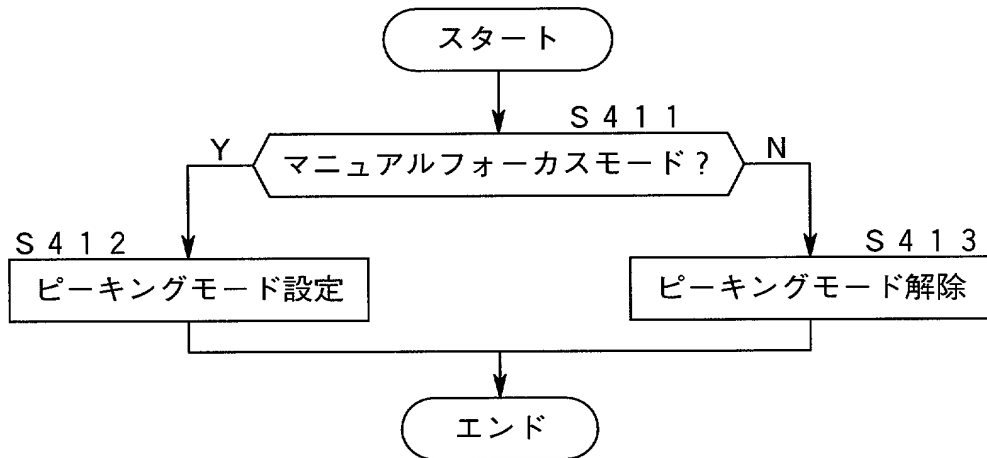 スタート
S411
Y
マニュアルフォーカスモード?
N
S412
S413
ピーキングモード設定
ピーキングモード解除
エンド